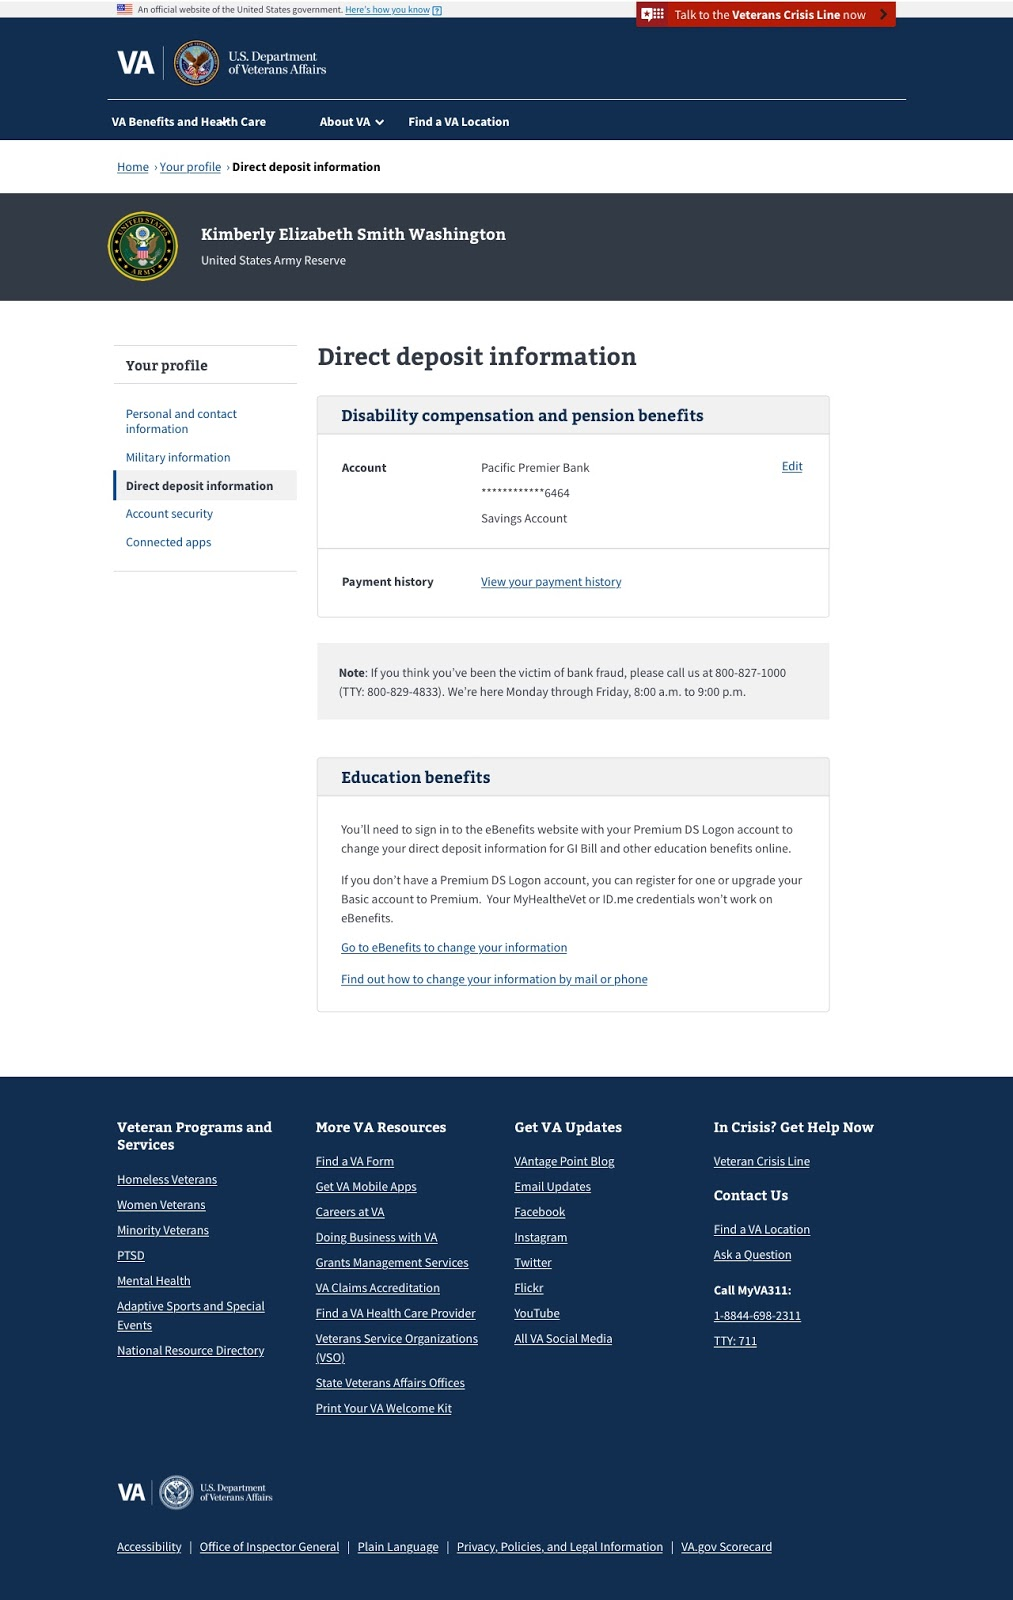 An official website of the United States government. Here's how you know
Talk to the Veterans Crisis Line now
VA
U.S. Department
of Veterans Affairs
VA Benefits and Health Care
About VA
Find a VA Location
Home › Your profile › Direct deposit information
UNITED STATES
ARMY
Kimberly Elizabeth Smith Washington
United States Army Reserve
Your profile
Personal and contact
information
Military information
Direct deposit information
Account security
Connected apps
Direct deposit information
Disability compensation and pension benefits
Account
Pacific Premier Bank
Edit
************6464
Savings Account
Payment history
View your payment history
Note: If you think you've been the victim of bank fraud, please call us at 800-827-1000
(TTY: 800-829-4833). We're here Monday through Friday, 8:00 a.m. to 9:00 p.m.
Education benefits
You'll need to sign in to the eBenefits website with your Premium DS Logon account to
change your direct deposit information for GI Bill and other education benefits online.
If you don't have a Premium DS Logon account, you can register for one or upgrade your
Basic account to Premium. Your MyHealtheVet or ID.me credentials won't work on
eBenefits.
Go to eBenefits to change your information
Find out how to change your information by mail or phone
Veteran Programs and
Services
Homeless Veterans
Women Veterans
Minority Veterans
PTSD
Mental Health
Adaptive Sports and Special
Events
National Resource Directory
More VA Resources
Find a VA Form
Get VA Mobile Apps
Careers at VA
Doing Business with VA
Grants Management Services
VA Claims Accreditation
Find a VA Health Care Provider
Veterans Service Organizations
(VSO)
State Veterans Affairs Offices
Print Your VA Welcome Kit
Get VA Updates
VAntage Point Blog
Email Updates
Facebook
Instagram
Twitter
Flickr
YouTube
All VA Social Media
In Crisis? Get Help Now
Veteran Crisis Line
Contact Us
Find a VA Location
Ask a Question
Call MyVA311:
1-8844-698-2311
TTY: 711
VA
U.S. Department
of Veterans Affairs
Accessibility | Office of Inspector General | Plain Language | Privacy, Policies, and Legal Information | VA.gov Scorecard